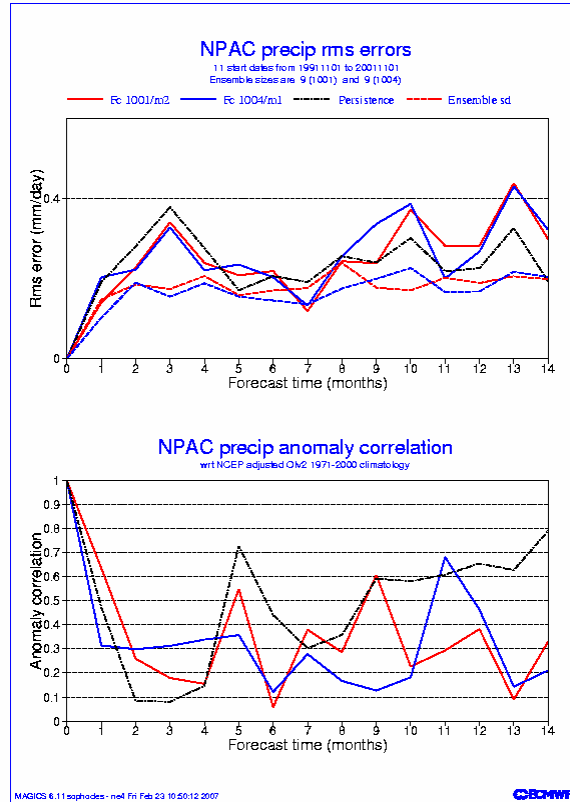 NPAC precip rms errors
11 start dates from 19911101 to 20011101
Ensemble sizes are 9 (1001) and 9 (1004)
Fc 1001/m2 Fc 1004/m1 Persistence Ensemble sd
Rms error (mm/day)
0.4
0
0 1 2 3 4 5 6 7 8 9 10 11 12 13 14
Forecast time (months)
NPAC precip anomaly correlation
wrt NCEP adjusted OIv2 1971-2000 climatology
Anomaly correlation
1
0.9
0.8
0.7
0.6
0.5
0.4
0.3
0.2
0.1
0
0 1 2 3 4 5 6 7 8 9 10 11 12 13 14
Forecast time (months)
MAGICS 6.11 - ne4 Fri Feb 23 10:50:12 2007
ECMWF